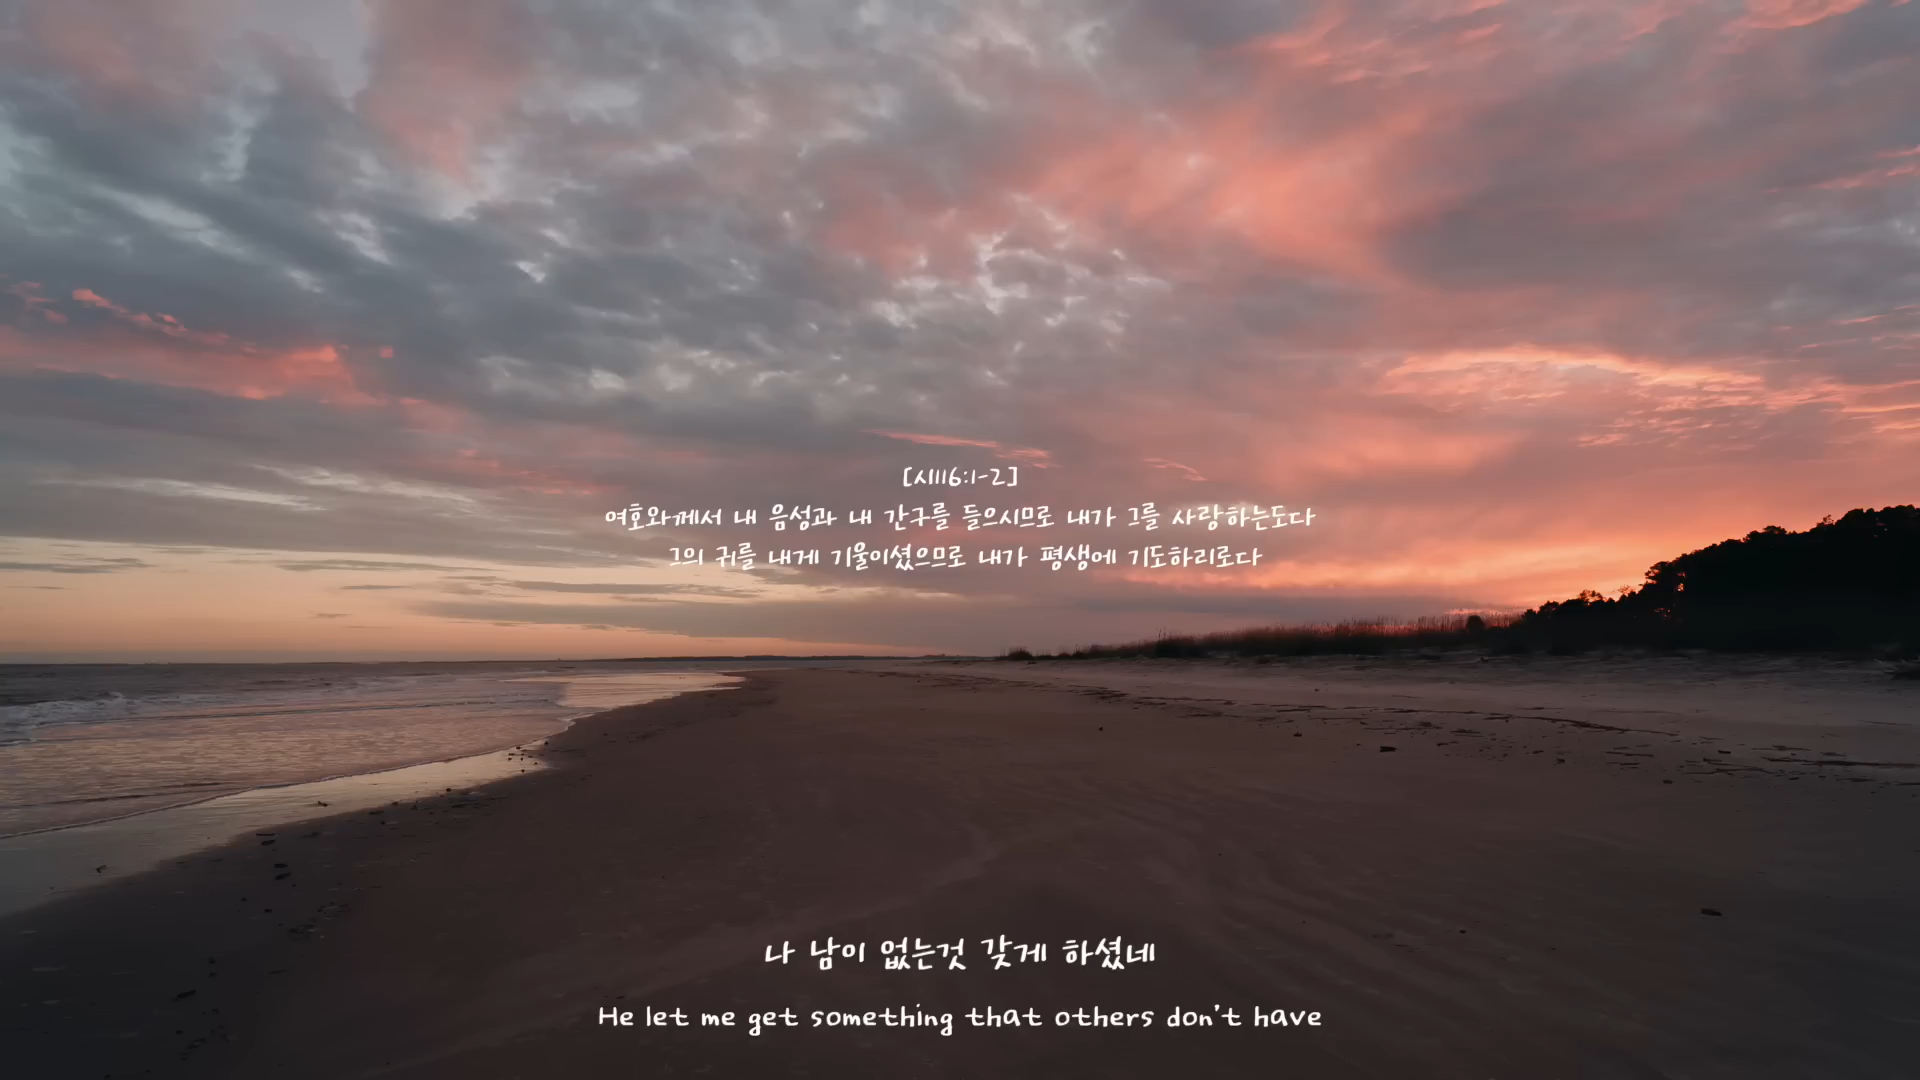 [시116:1-2]
여호와께서 내 음성과 내 간구를 들으시므로 내가 그를 사랑하는도다
그의 귀를 내게 기울이셨으므로 내가 평생에 기도하리로다
나 남이 없는것 갖게 하셨네
He let me get something that others don't have